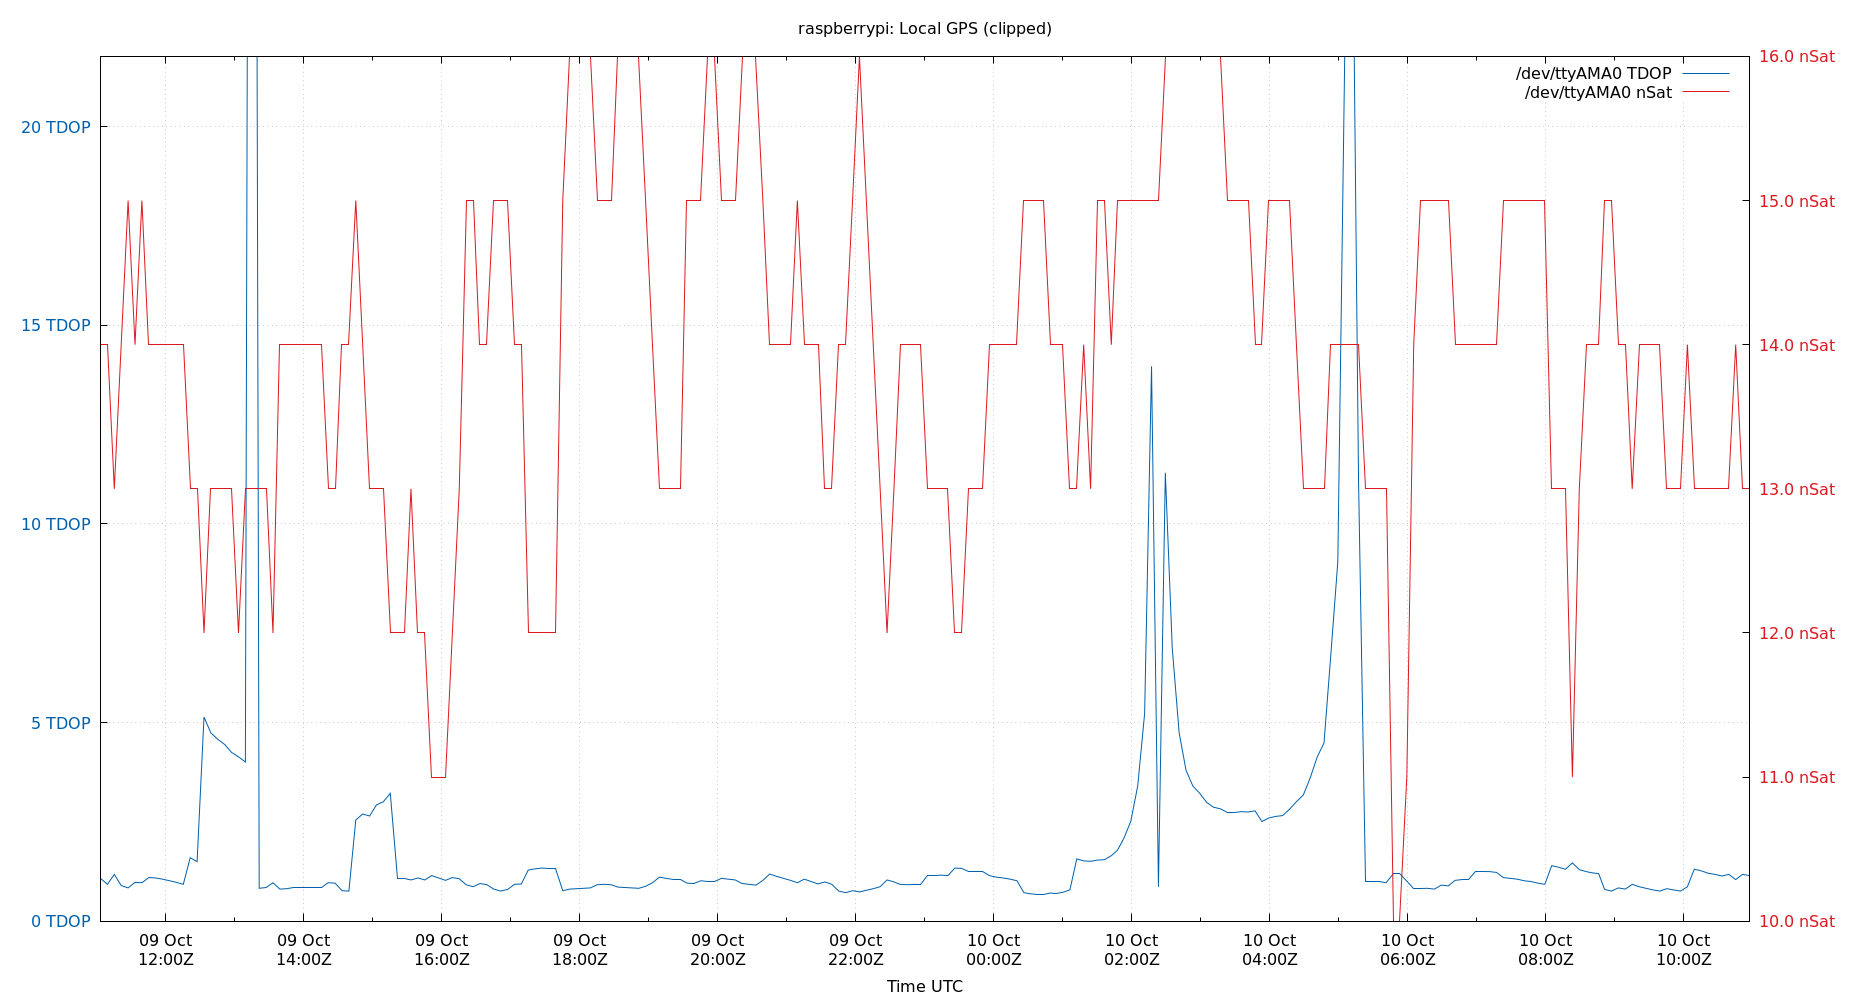 raspberrypi: Local GPS (clipped)
/dev/ttyAMA0 TDOP
/dev/ttyAMA0 nSat
20 TDOP
15 TDOP
10 TDOP
5 TDOP
0 TDOP
16.0 nSat
15.0 nSat
14.0 nSat
13.0 nSat
12.0 nSat
11.0 nSat
10.0 nSat
09 Oct
12:00Z
09 Oct
14:00Z
09 Oct
16:00Z
09 Oct
18:00Z
09 Oct
20:00Z
09 Oct
22:00Z
10 Oct
00:00Z
10 Oct
02:00Z
10 Oct
04:00Z
10 Oct
06:00Z
10 Oct
08:00Z
10 Oct
10:00Z
Time UTC